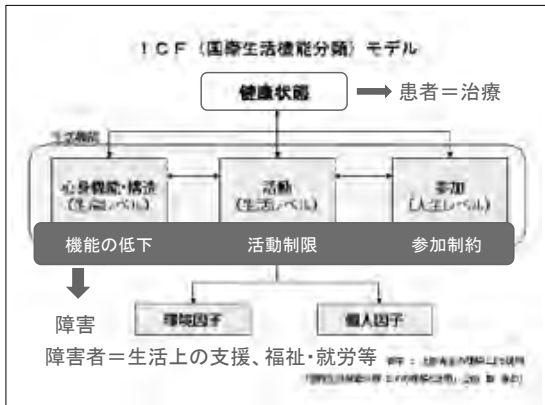 ICF（国際生活機能分類）モデル
健康状態
患者＝治療
生活機能
心身機能・構造
（生命レベル）
活動
（生活レベル）
参加
（人生レベル）
機能の低下
活動制限
参加制約
障害
環境因子
個人因子
障害者＝生活上の支援、福祉・就労等